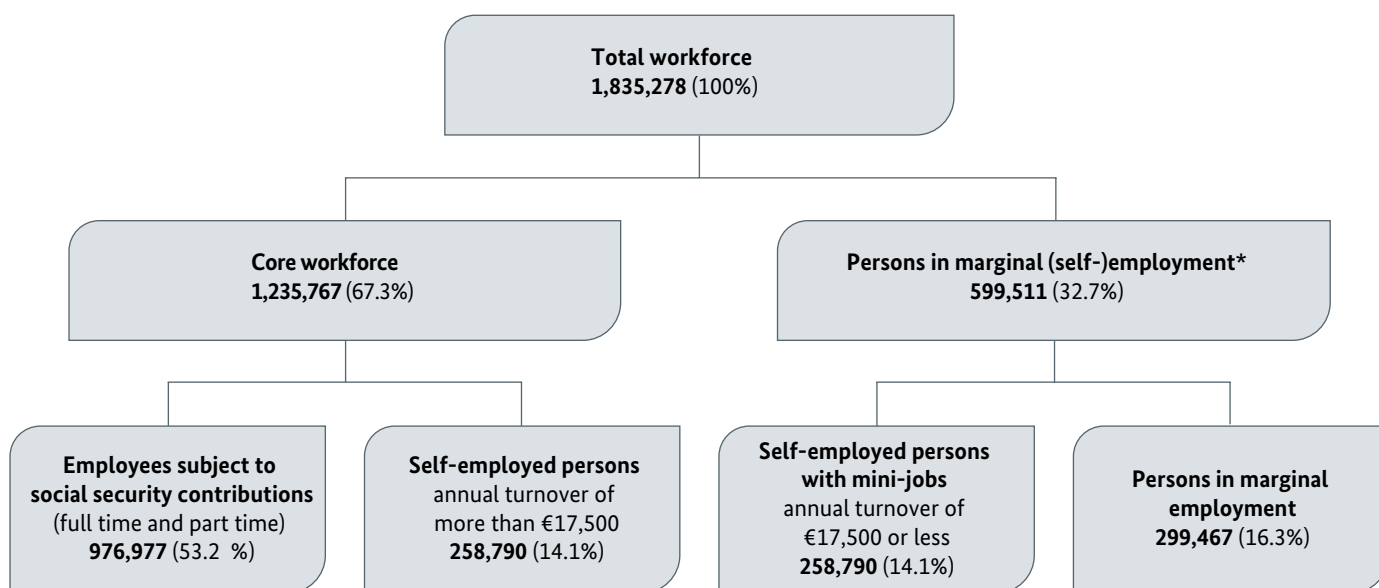 Total workforce
1,835,278 (100%)
Core workforce
1,235,767 (67.3%)
Persons in marginal (self-)employment*
599,511 (32.7%)
Employees subject to
social security contributions
(full time and part time)
976,977 (53.2 %)
Self-employed persons
annual turnover of
more than €17,500
258,790 (14.1%)
Self-employed persons
with mini-jobs
annual turnover of
€17,500 or less
258,790 (14.1%)
Persons in marginal
employment
299,467 (16.3%)